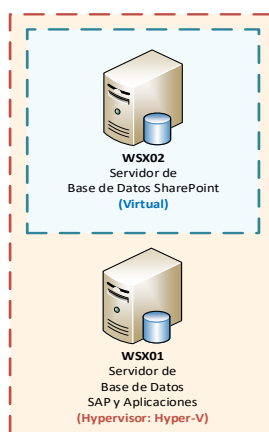 WSX02
Servidor de
Base de Datos SharePoint
(Virtual)
WSX01
Servidor de
Base de Datos
SAP y Aplicaciones
(Hypervisor: Hyper-V)